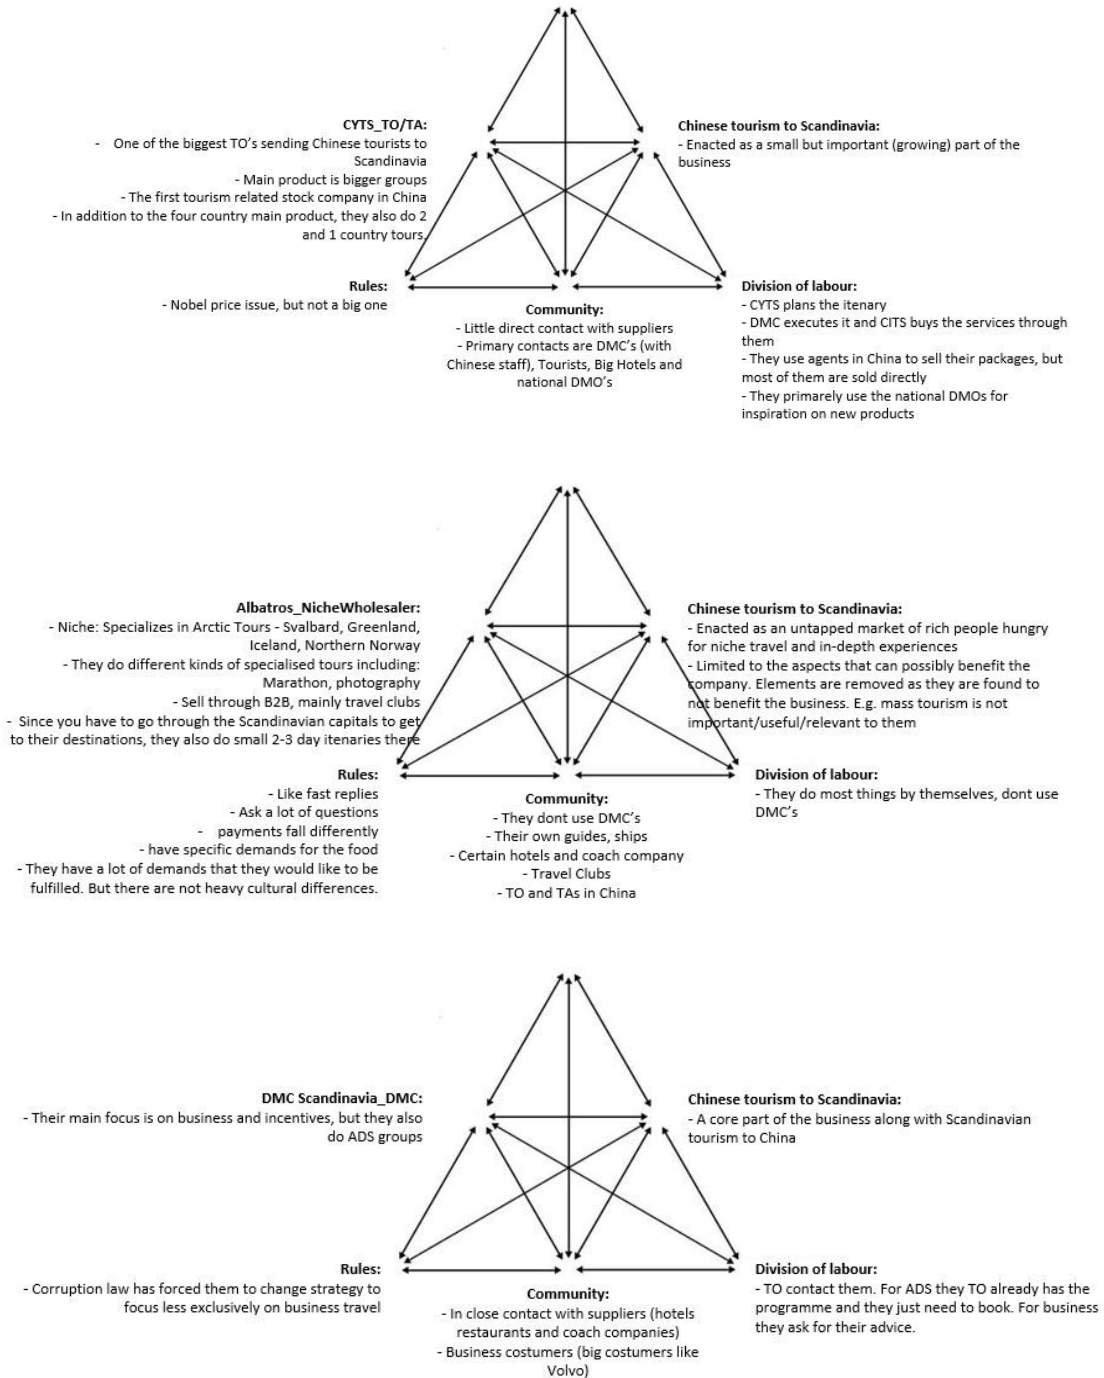 CYTS_TO/TA:
- One of the biggest TO's sending Chinese tourists to
Scandinavia
- Main product is bigger groups
- The first tourism related stock company in China
- In addition to the four country main product, they also do 2
and 1 country tours.
Chinese tourism to Scandinavia:
- Enacted as a small but important (growing) part of the
business
Rules:
- Nobel price issue, but not a big one
Community:
- Little direct contact with suppliers
- Primary contacts are DMC's (with
Chinese staff), Tourists, Big Hotels and
national DMO's
Division of labour:
- CYTS plans the itenary
- DMC executes it and CITS buys the services through
them
- They use agents in China to sell their packages, but
most of them are sold directly
- They primarely use the national DMOs for
inspiration on new products
Albatros_NicheWholesaler:
- Niche: Specializes in Arctic Tours - Svalbard, Greenland,
Iceland, Northern Norway
- They do different kinds of specialised tours including:
Marathon, photography
- Sell through B2B, mainly travel clubs
- Since you have to go through the Scandinavian capitals to get
to their destinations, they also do small 2-3 day itenaries there
Chinese tourism to Scandinavia:
- Enacted as an untapped market of rich people hungry
for niche travel and in-depth experiences
- Limited to the aspects that can possibly benefit the
company. Elements are removed as they are found to
not benefit the business. E.g. mass tourism is not
important/useful/relevant to them
Rules:
- Like fast replies
- Ask a lot of questions
- payments fall differently
- have specific demands for the food
- They have a lot of demands that they would like to be
fulfilled. But there are not heavy cultural differences.
Community:
- They dont use DMC's
- Their own guides, ships
- Certain hotels and coach company
- Travel Clubs
- TO and TAs in China
Division of labour:
- They do most things by themselves, dont use
DMC's
DMC Scandinavia_DMC:
- Their main focus is on business and incentives, but they also
do ADS groups
Chinese tourism to Scandinavia:
- A core part of the business along with Scandinavian
tourism to China
Rules:
- Corruption law has forced them to change strategy to
focus less exclusively on business travel
Community:
- In close contact with suppliers (hotels
restaurants and coach companies)
- Business costumers (big costumers like
Volvo)
Division of labour:
- TO contact them. For ADS they TO already has the
programme and they just need to book. For business
they ask for their advice.